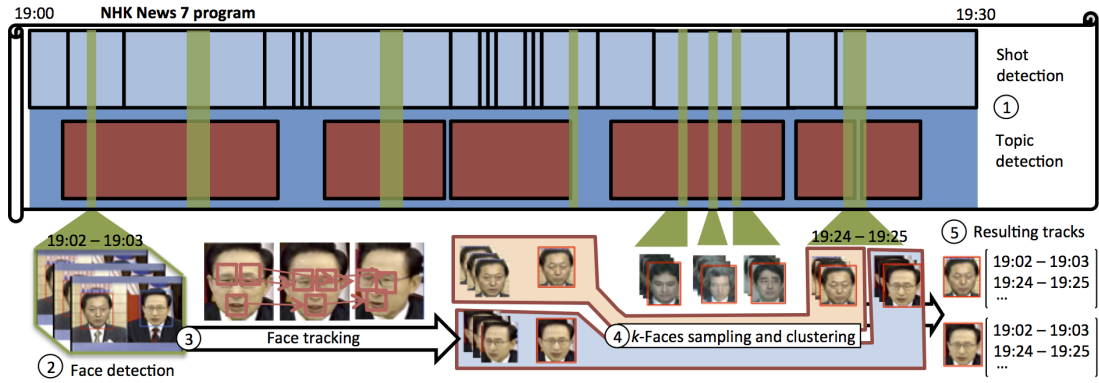 19:00
NHK News 7 program
19:30
Shot
detection
1
Topic
detection
19:02 – 19:03
19:24 – 19:25
5 Resulting tracks
19:02 – 19:03
19:24 – 19:25
...
3
Face tracking
4 k-Faces sampling and clustering
19:02 – 19:03
19:24 – 19:25
...
2 Face detection